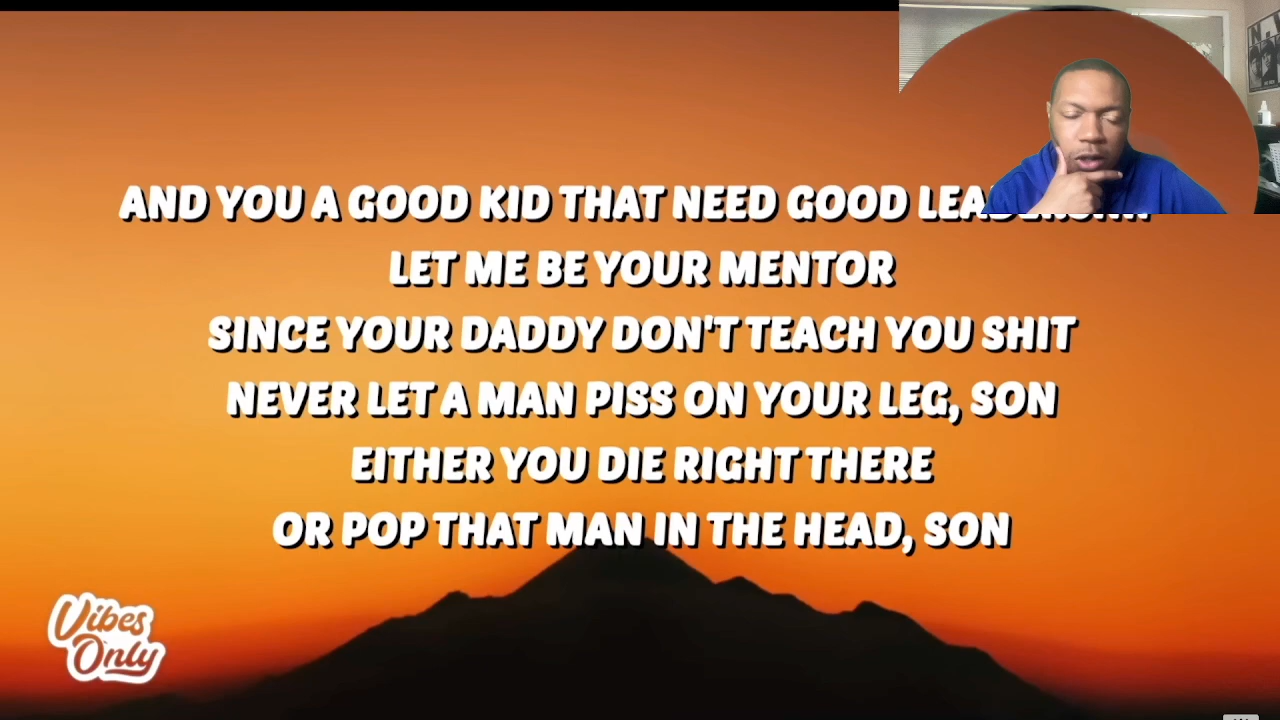 AND YOU A GOOD KID THAT NEED GOOD
LET ME BE YOUR MENTOR
SINCE YOUR DADDY DON'T TEACH YOU SHIT
NEVER LET A MAN PISS ON YOUR LEG, SON
EITHER YOU DIE RIGHT THERE
OR POP THAT MAN IN THE HEAD, SON
Vibes
Only